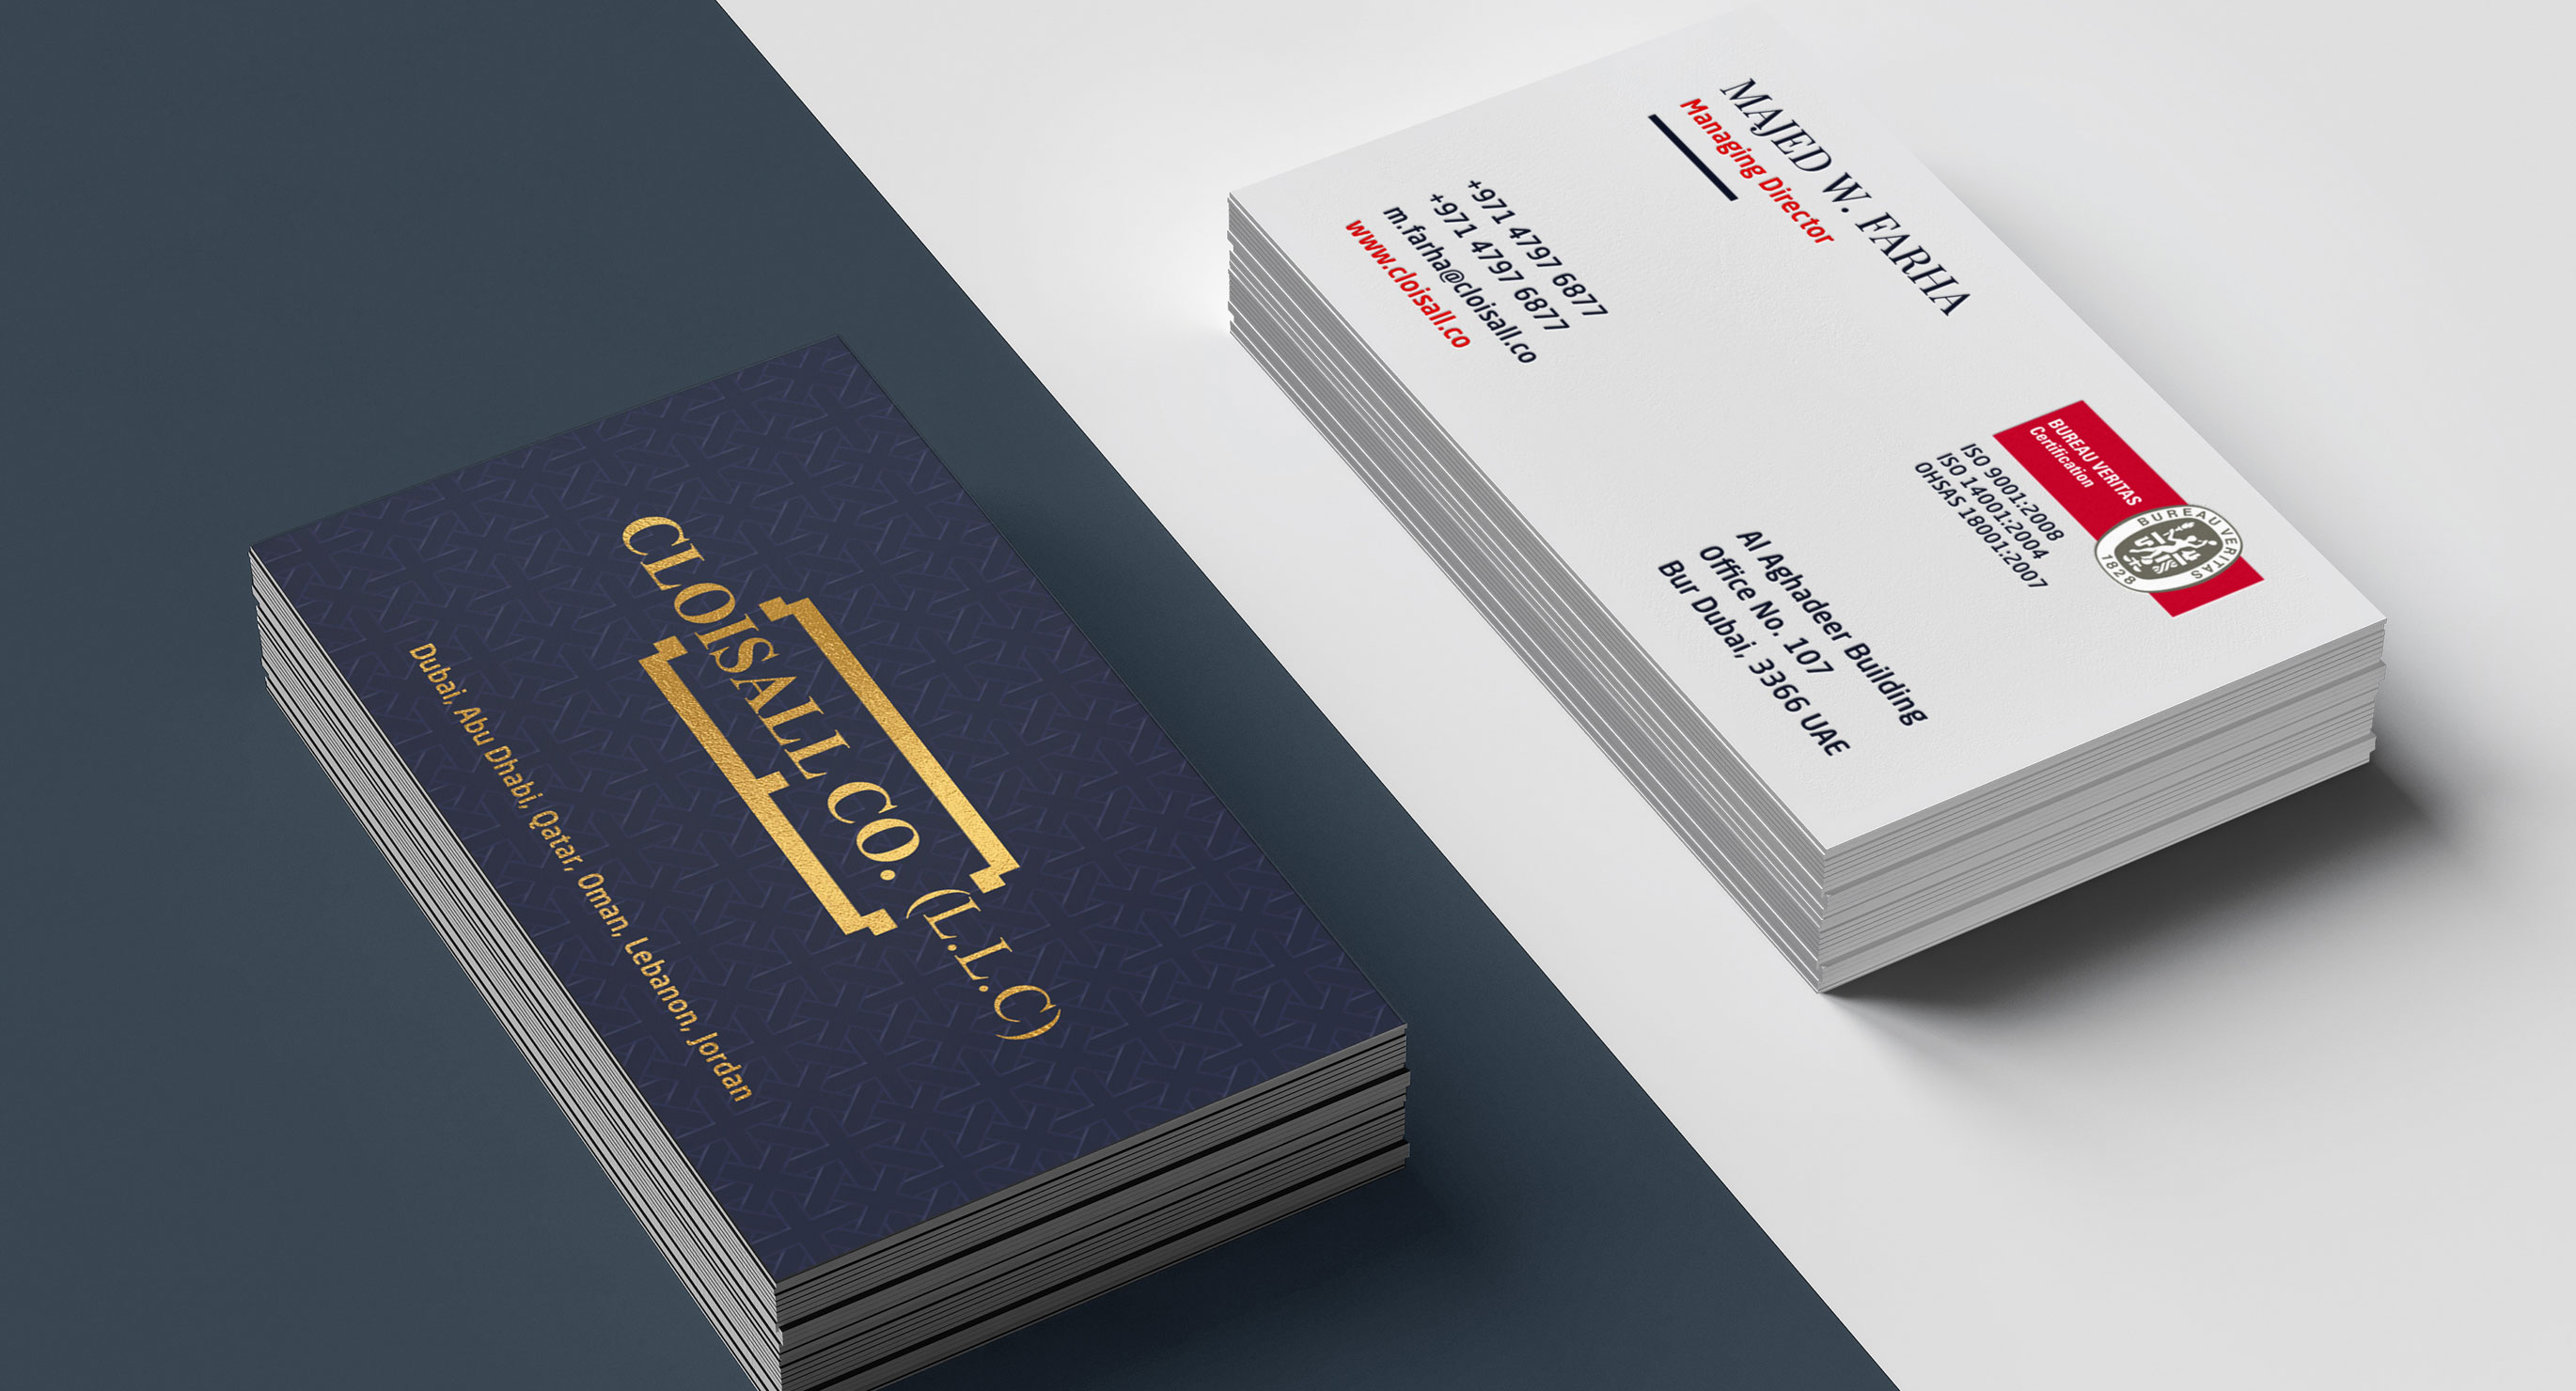 CLOISALL CO. (L.L.C)
Dubai, Abu Dhabi, Qatar, Oman, Lebanon, Jordan
MAJED W. FARHA
Managing Director
+971 4797 6877
+971 4797 6877
m.farha@cloisall.co
www.cloisall.co
BUREAU VERITAS
Certification
BUREAU VERITAS
1828
ISO 9001:2008
ISO 14001:2004
OHSAS 18001:2007
Al Aghadeer Building
Office No. 107
Bur Dubai, 3366 UAE